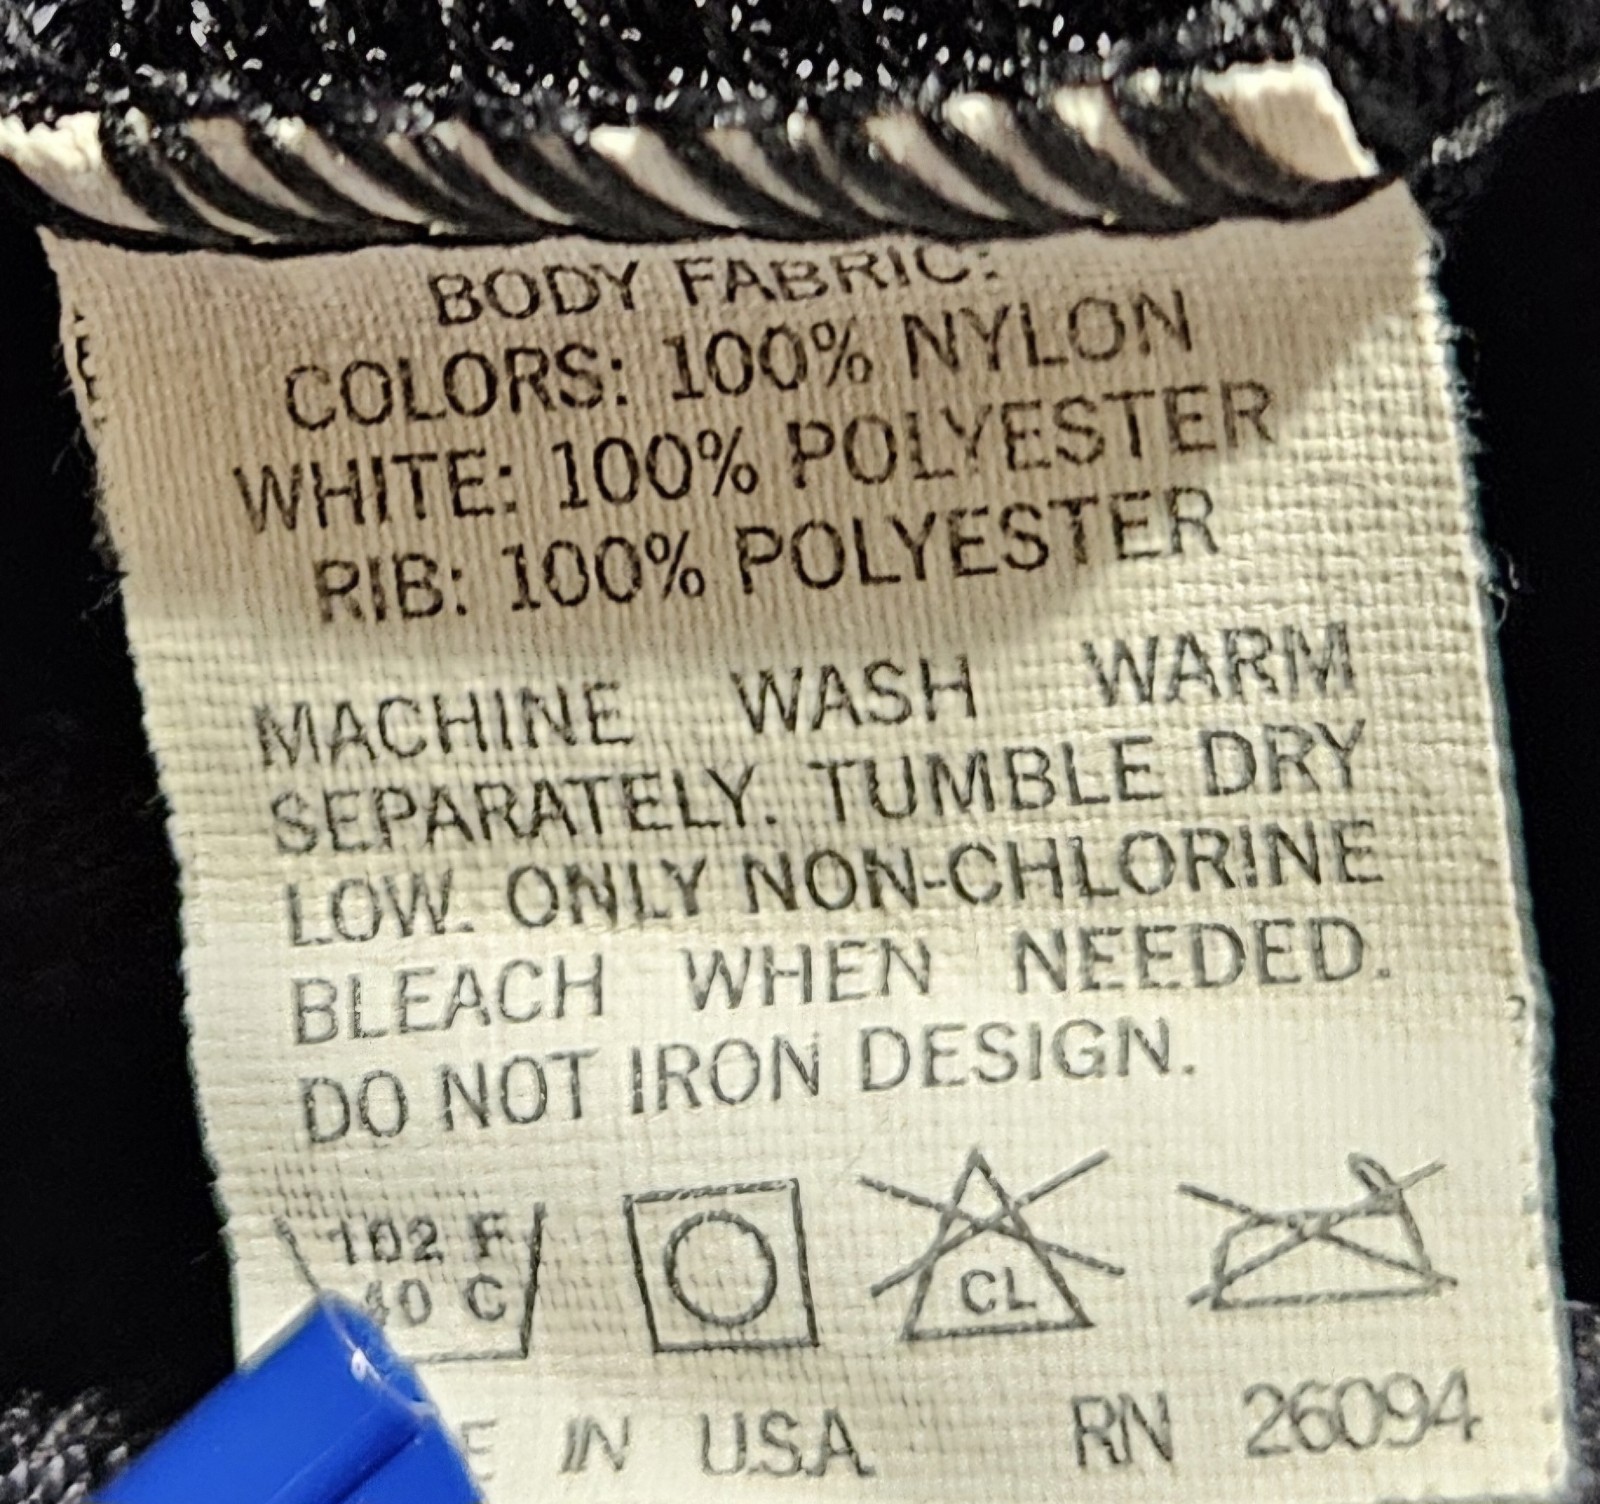 BODY FABRIC:
COLORS: 100% NYLON
WHITE: 100% POLYESTER
RIB: 100% POLYESTER
MACHINE WASH WARM
SEPARATELY. TUMBLE DRY
LOW. ONLY NON-CHLORINE
BLEACH WHEN NEEDED.
DO NOT IRON DESIGN.
102 F
40 C
CL
IN U.S.A
RN 26094